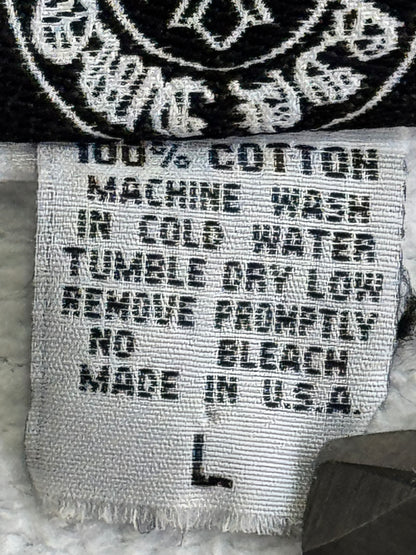 100% COTTON
MACHINE WASH
IN COLD WATER
TUMBLE DRY LOW
REMOVE PROMPTLY
NO BLEACH
MADE IN U.S.A.
L